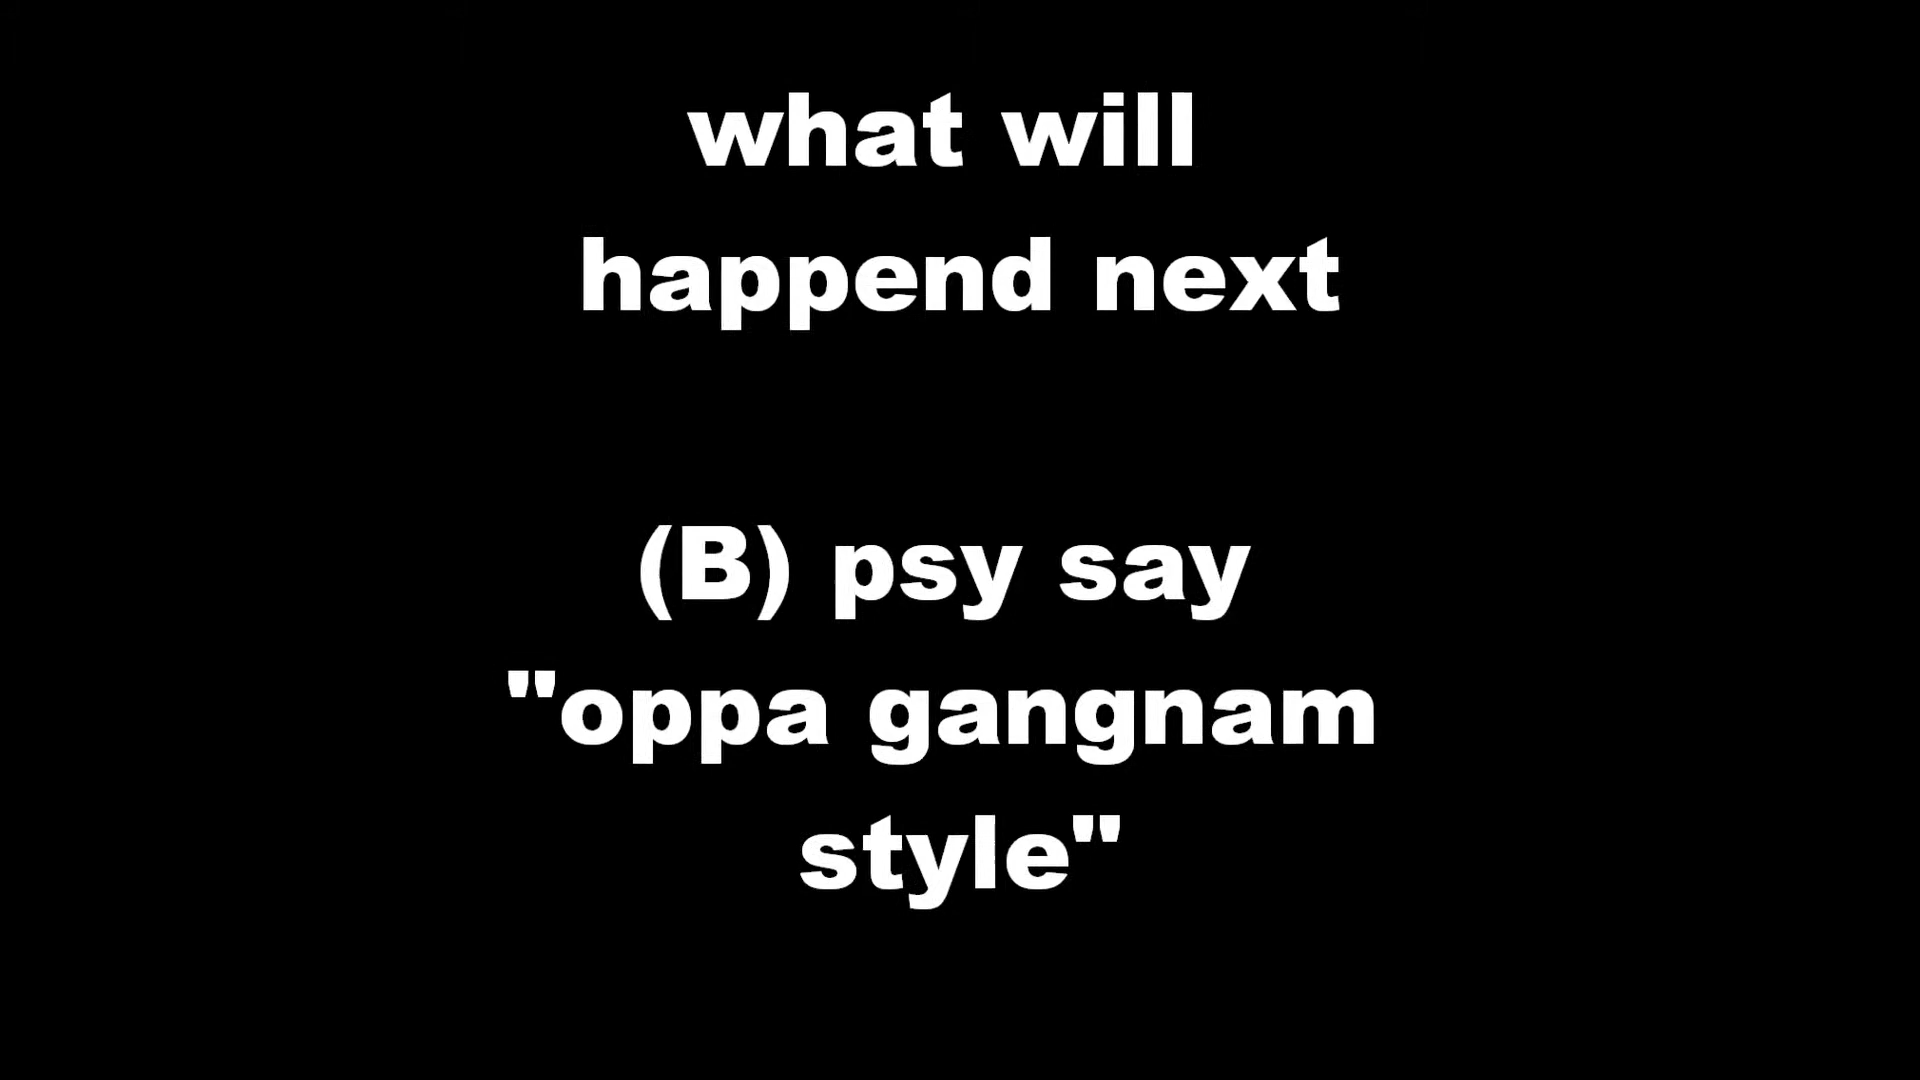 what will
happend next
(B) psy say
"oppa gangnam
style"